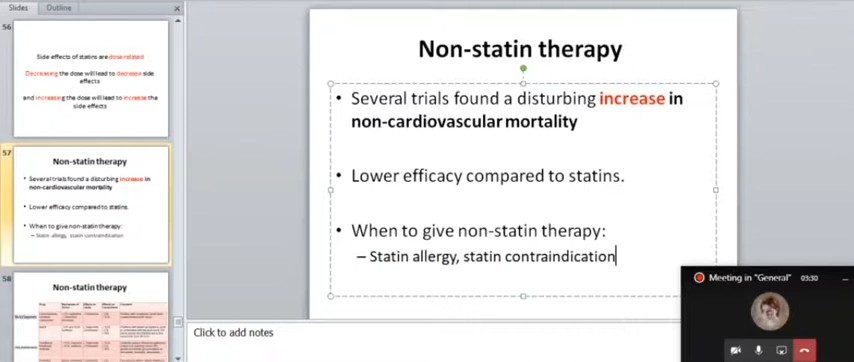 Slides
Outline
56
Side effects of statins are dose related
Decreasing the dose will lead to decrease side
effects
and increasing the dose will lead to increase the
side effects
57
Non-statin therapy
• Several trials found a disturbing increase in
non-cardiovascular mortality
• Lower efficacy compared to statins.
• When to give non-statin therapy:
– Statin allergy, statin contraindication
58
Non-statin therapy
Non-statin therapy
• Several trials found a disturbing increase in
non-cardiovascular mortality
• Lower efficacy compared to statins.
• When to give non-statin therapy:
– Statin allergy, statin contraindication
Click to add notes
Meeting in "General"
03:30